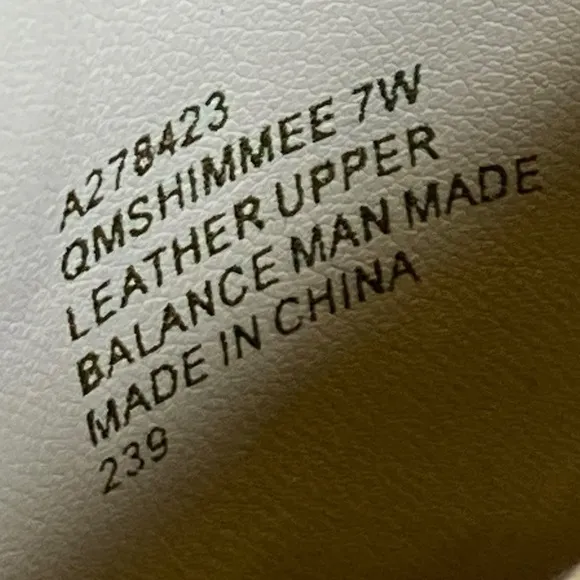 A278423
QMSHIMMEE 7W
LEATHER UPPER
BALANCE MAN MADE
MADE IN CHINA
239